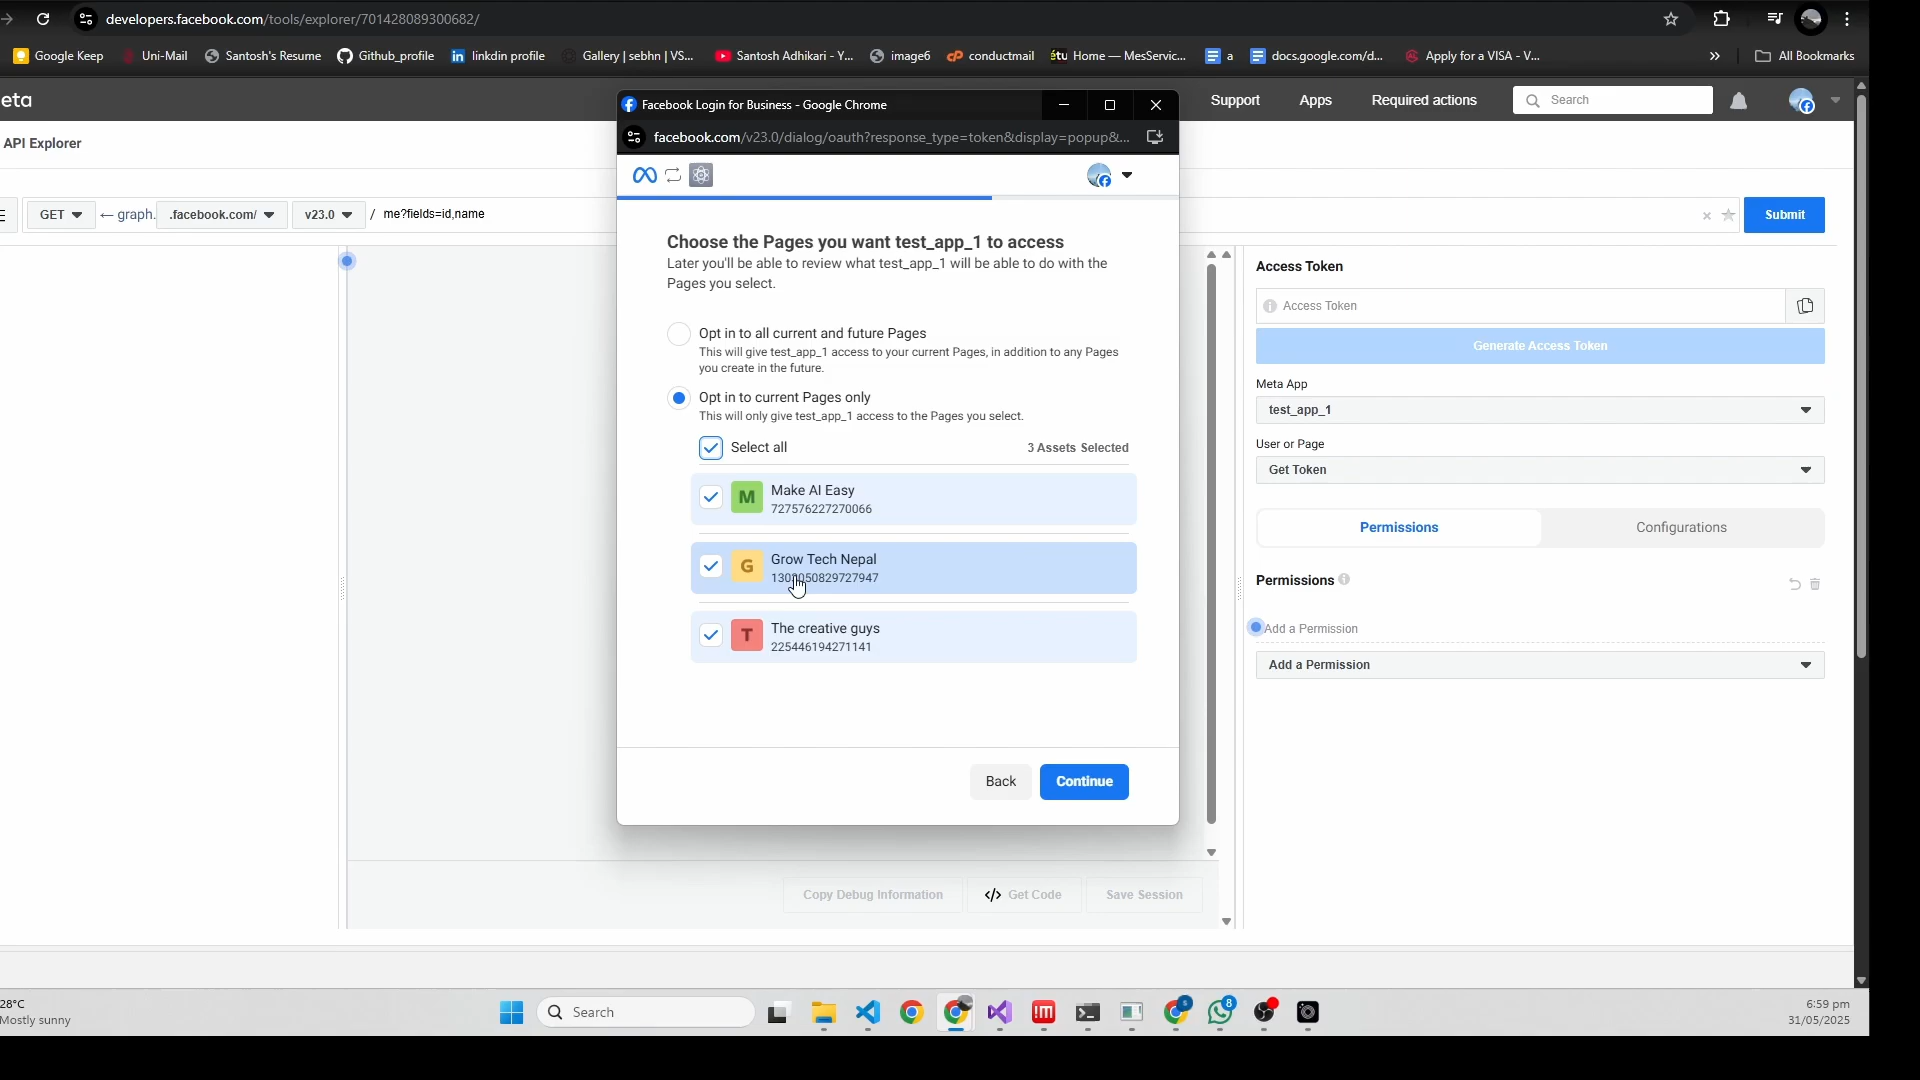 developers.facebook.com/tools/explorer/701428089300682/
Google Keep
Uni-Mail
Santosh's Resume
Github_profile
linkdin profile
Gallery | sebhn | VS...
Santosh Adhikari - Y...
image6
conductmail
étu Home — MesServic...
a
docs.google.com/d...
Apply for a VISA - V...
»
All Bookmarks
eta
Support
Apps
Required actions
Search
Facebook Login for Business - Google Chrome
facebook.com/v23.0/dialog/oauth?response_type=token&display=popup&...
API Explorer
GET
←
graph.
.facebook.com/
v23.0
/
me?fields=id,name
Submit
Choose the Pages you want test_app_1 to access
Later you'll be able to review what test_app_1 will be able to do with the
Pages you select.
Opt in to all current and future Pages
This will give test_app_1 access to your current Pages, in addition to any Pages
you create in the future.
Opt in to current Pages only
This will only give test_app_1 access to the Pages you select.
Select all
3 Assets Selected
M
Make AI Easy
727576227270066
G
Grow Tech Nepal
T
The creative guys
225446194271141
Back
Continue
Access Token
Access Token
Generate Access Token
Meta App
test_app_1
User or Page
Get Token
Permissions
Configurations
Permissions
Add a Permission
Add a Permission
Copy Debug Information
</> Get Code
Save Session
28°C
Mostly sunny
Search
8
6:59 pm
31/05/2025